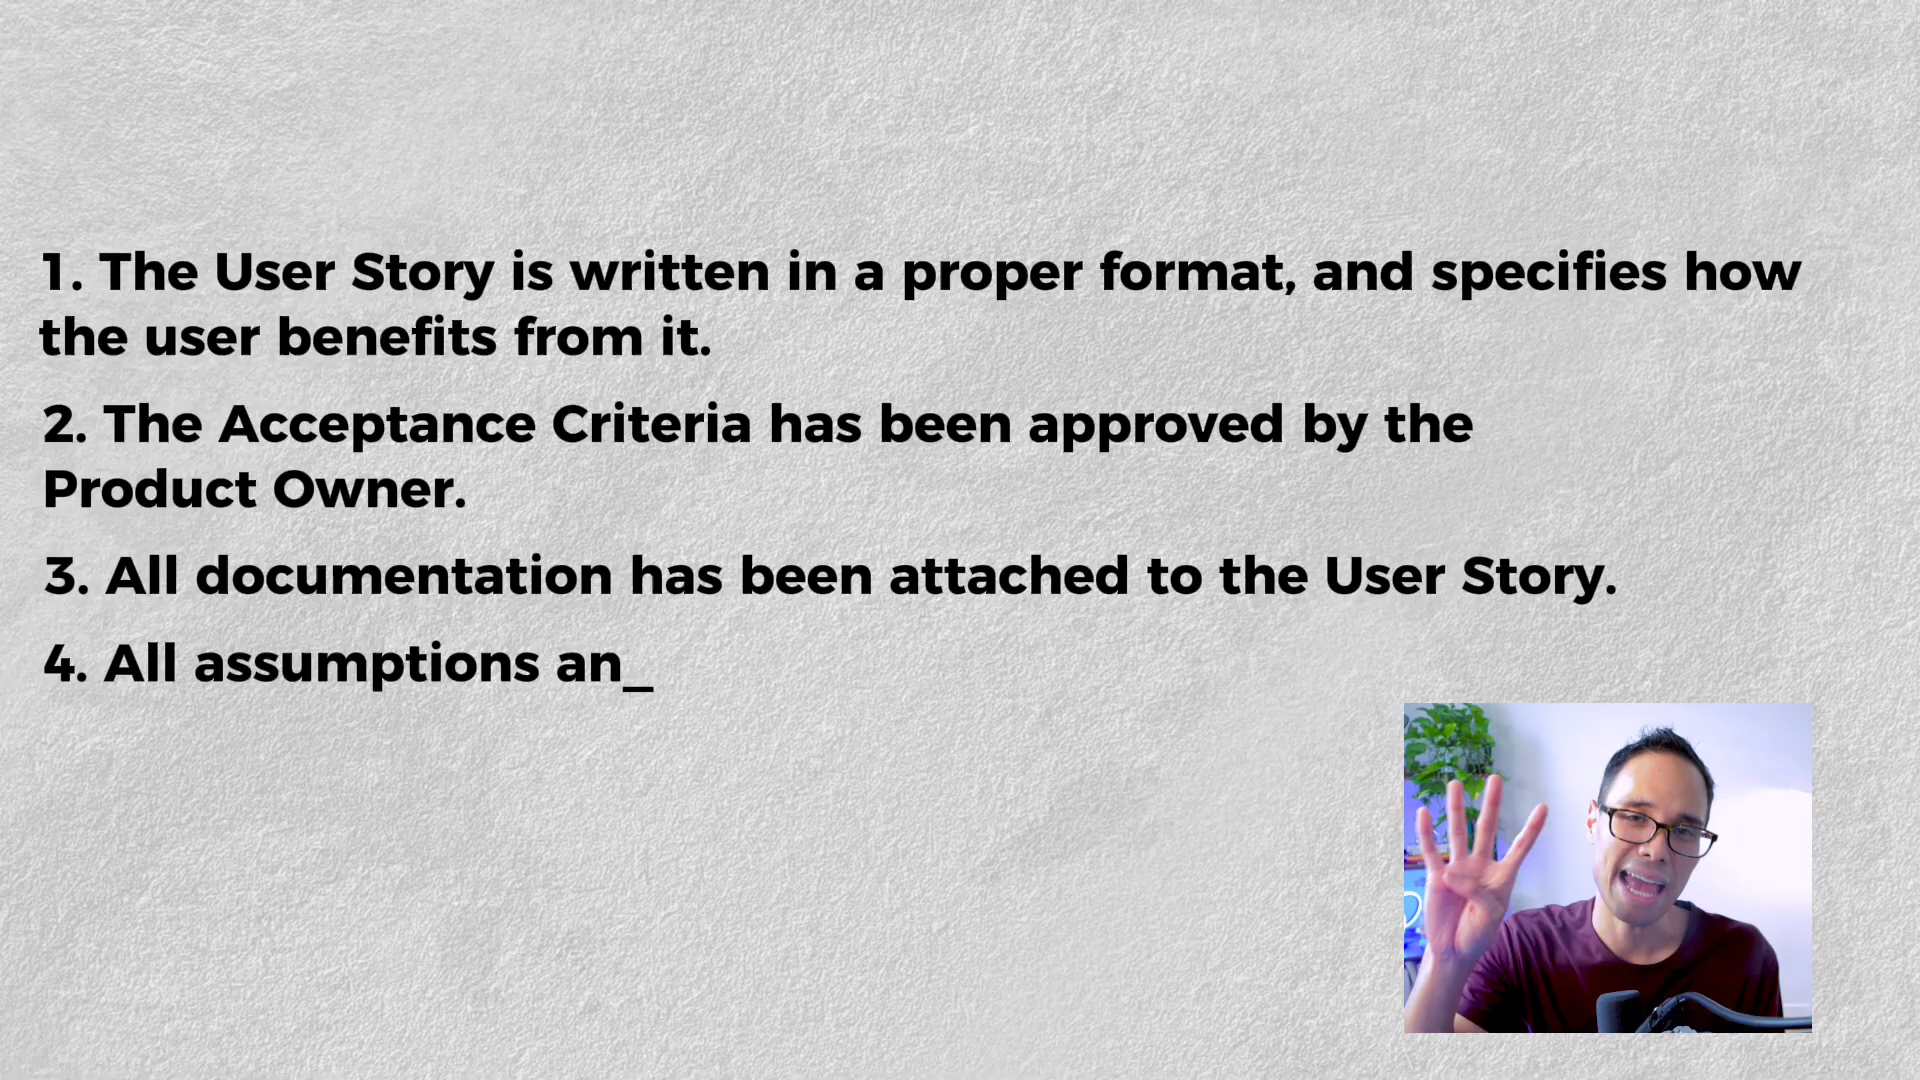 1. The User Story is written in a proper format, and specifies how
the user benefits from it.
2. The Acceptance Criteria has been approved by the
Product Owner.
3. All documentation has been attached to the User Story.
4. All assumptions an_